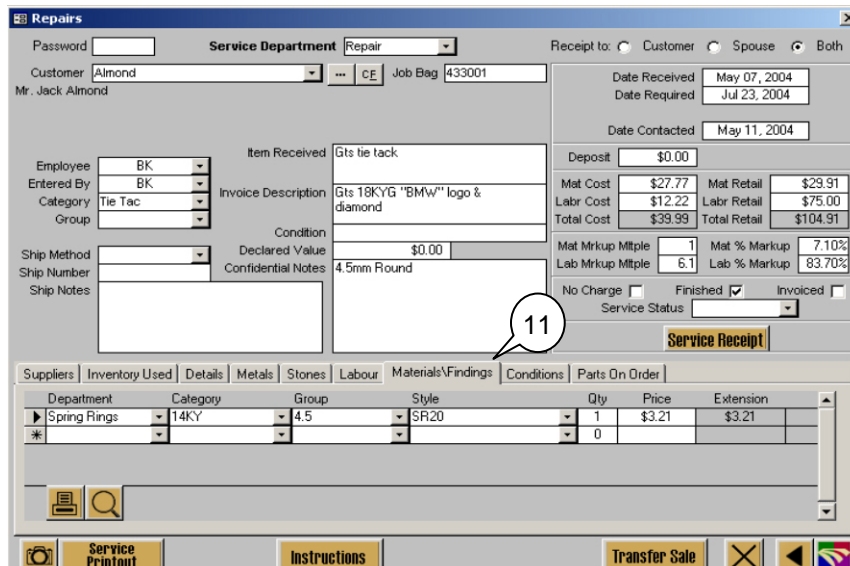 Repairs
Password Service Department Repair Receipt to: Customer Spouse Both
Customer Almond ... CF Job Bag 433001
Mr. Jack Almond
Date Received May 07, 2004
Date Required Jul 23, 2004
Date Contacted May 11, 2004
Item Received Gts tie tack
Employee BK
Entered By BK
Category Tie Tac
Group
Invoice Description Gts 18KYG "BMW" logo &
diamond
Condition
Declared Value $0.00
Confidential Notes 4.5mm Round
Ship Method
Ship Number
Ship Notes
Deposit $0.00
Mat Cost $27.77 Mat Retail $29.91
Labr Cost $12.22 Labr Retail $75.00
Total Cost $39.99 Total Retail $104.91
Mat Mrkup Mltple 1 Mat % Markup 7.10%
Lab Mrkup Mltple 6.1 Lab % Markup 83.70%
No Charge Finished Invoiced
Service Status
11
Service Receipt
Suppliers Inventory Used Details Metals Stones Labour Materials\Findings Conditions Parts On Order
Department Category Group Style Qty Price Extension
Spring Rings 14KY 4.5 SR20 1 $3.21 $3.21
0
Service
Printout
Instructions
Transfer Sale